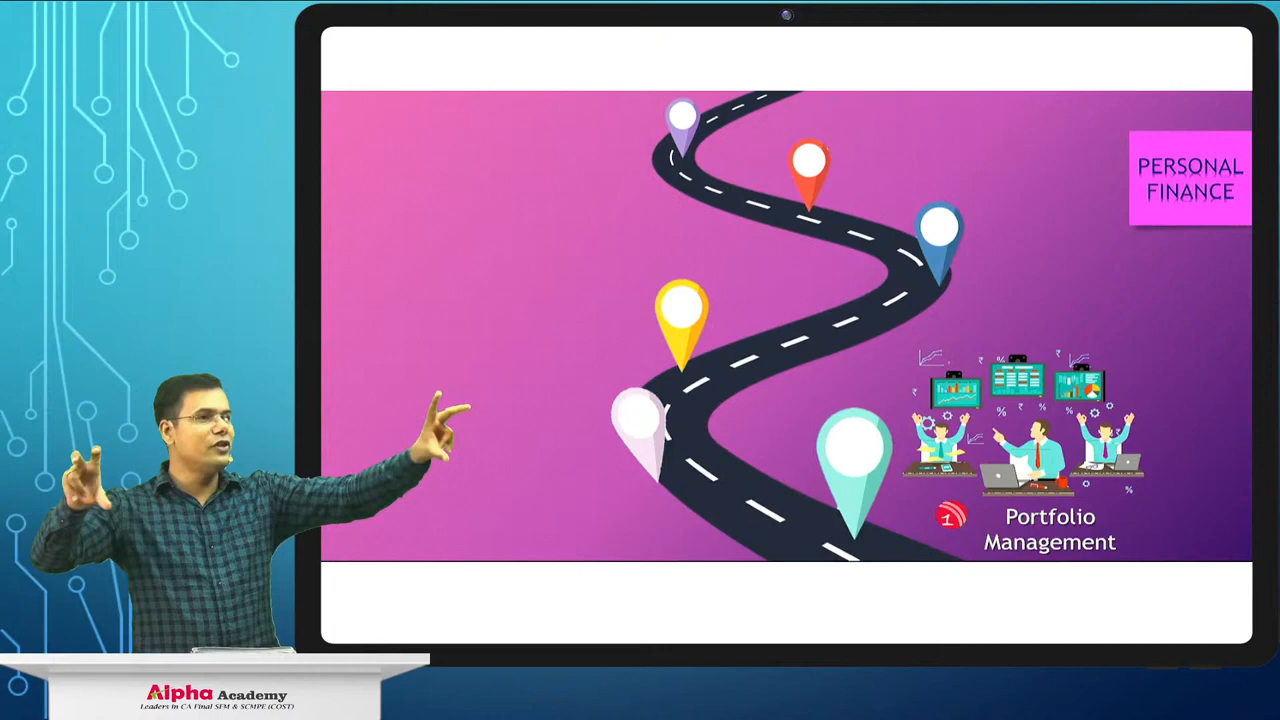 PERSONAL
FINANCE
1
Portfolio
Management
Alpha Academy
Leaders in CA Final SFM & SCMPE (COST)